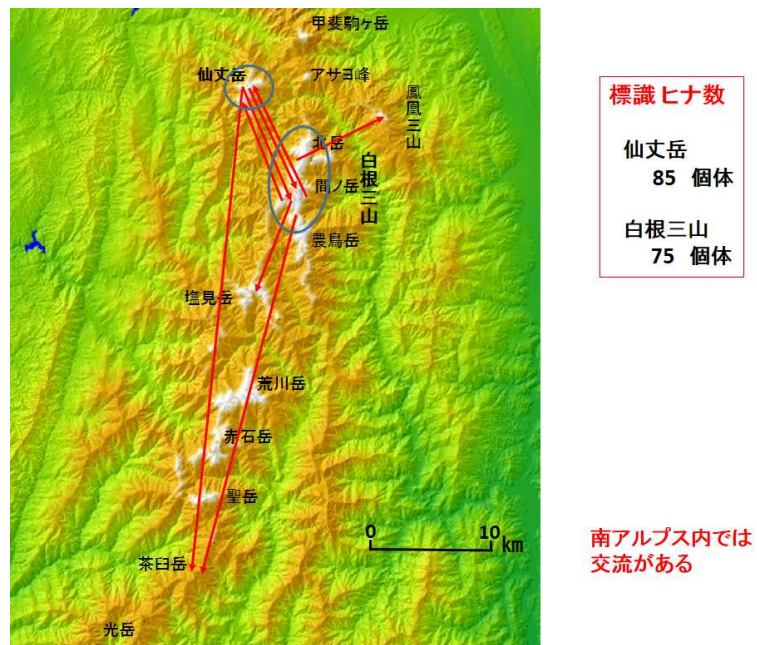 甲斐駒ヶ岳
仙丈岳
アサヨ峰
鳳凰三山
北岳
白根三山
間ノ岳
農鳥岳
塩見岳
荒川岳
赤石岳
聖岳
茶臼岳
光岳
0 10 km
標識ヒナ数
仙丈岳
85 個体
白根三山
75 個体
南アルプス内では
交流がある